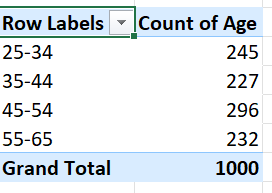 Row Labels Count of Age
25-34 245
35-44 227
45-54 296
55-65 232
Grand Total 1000